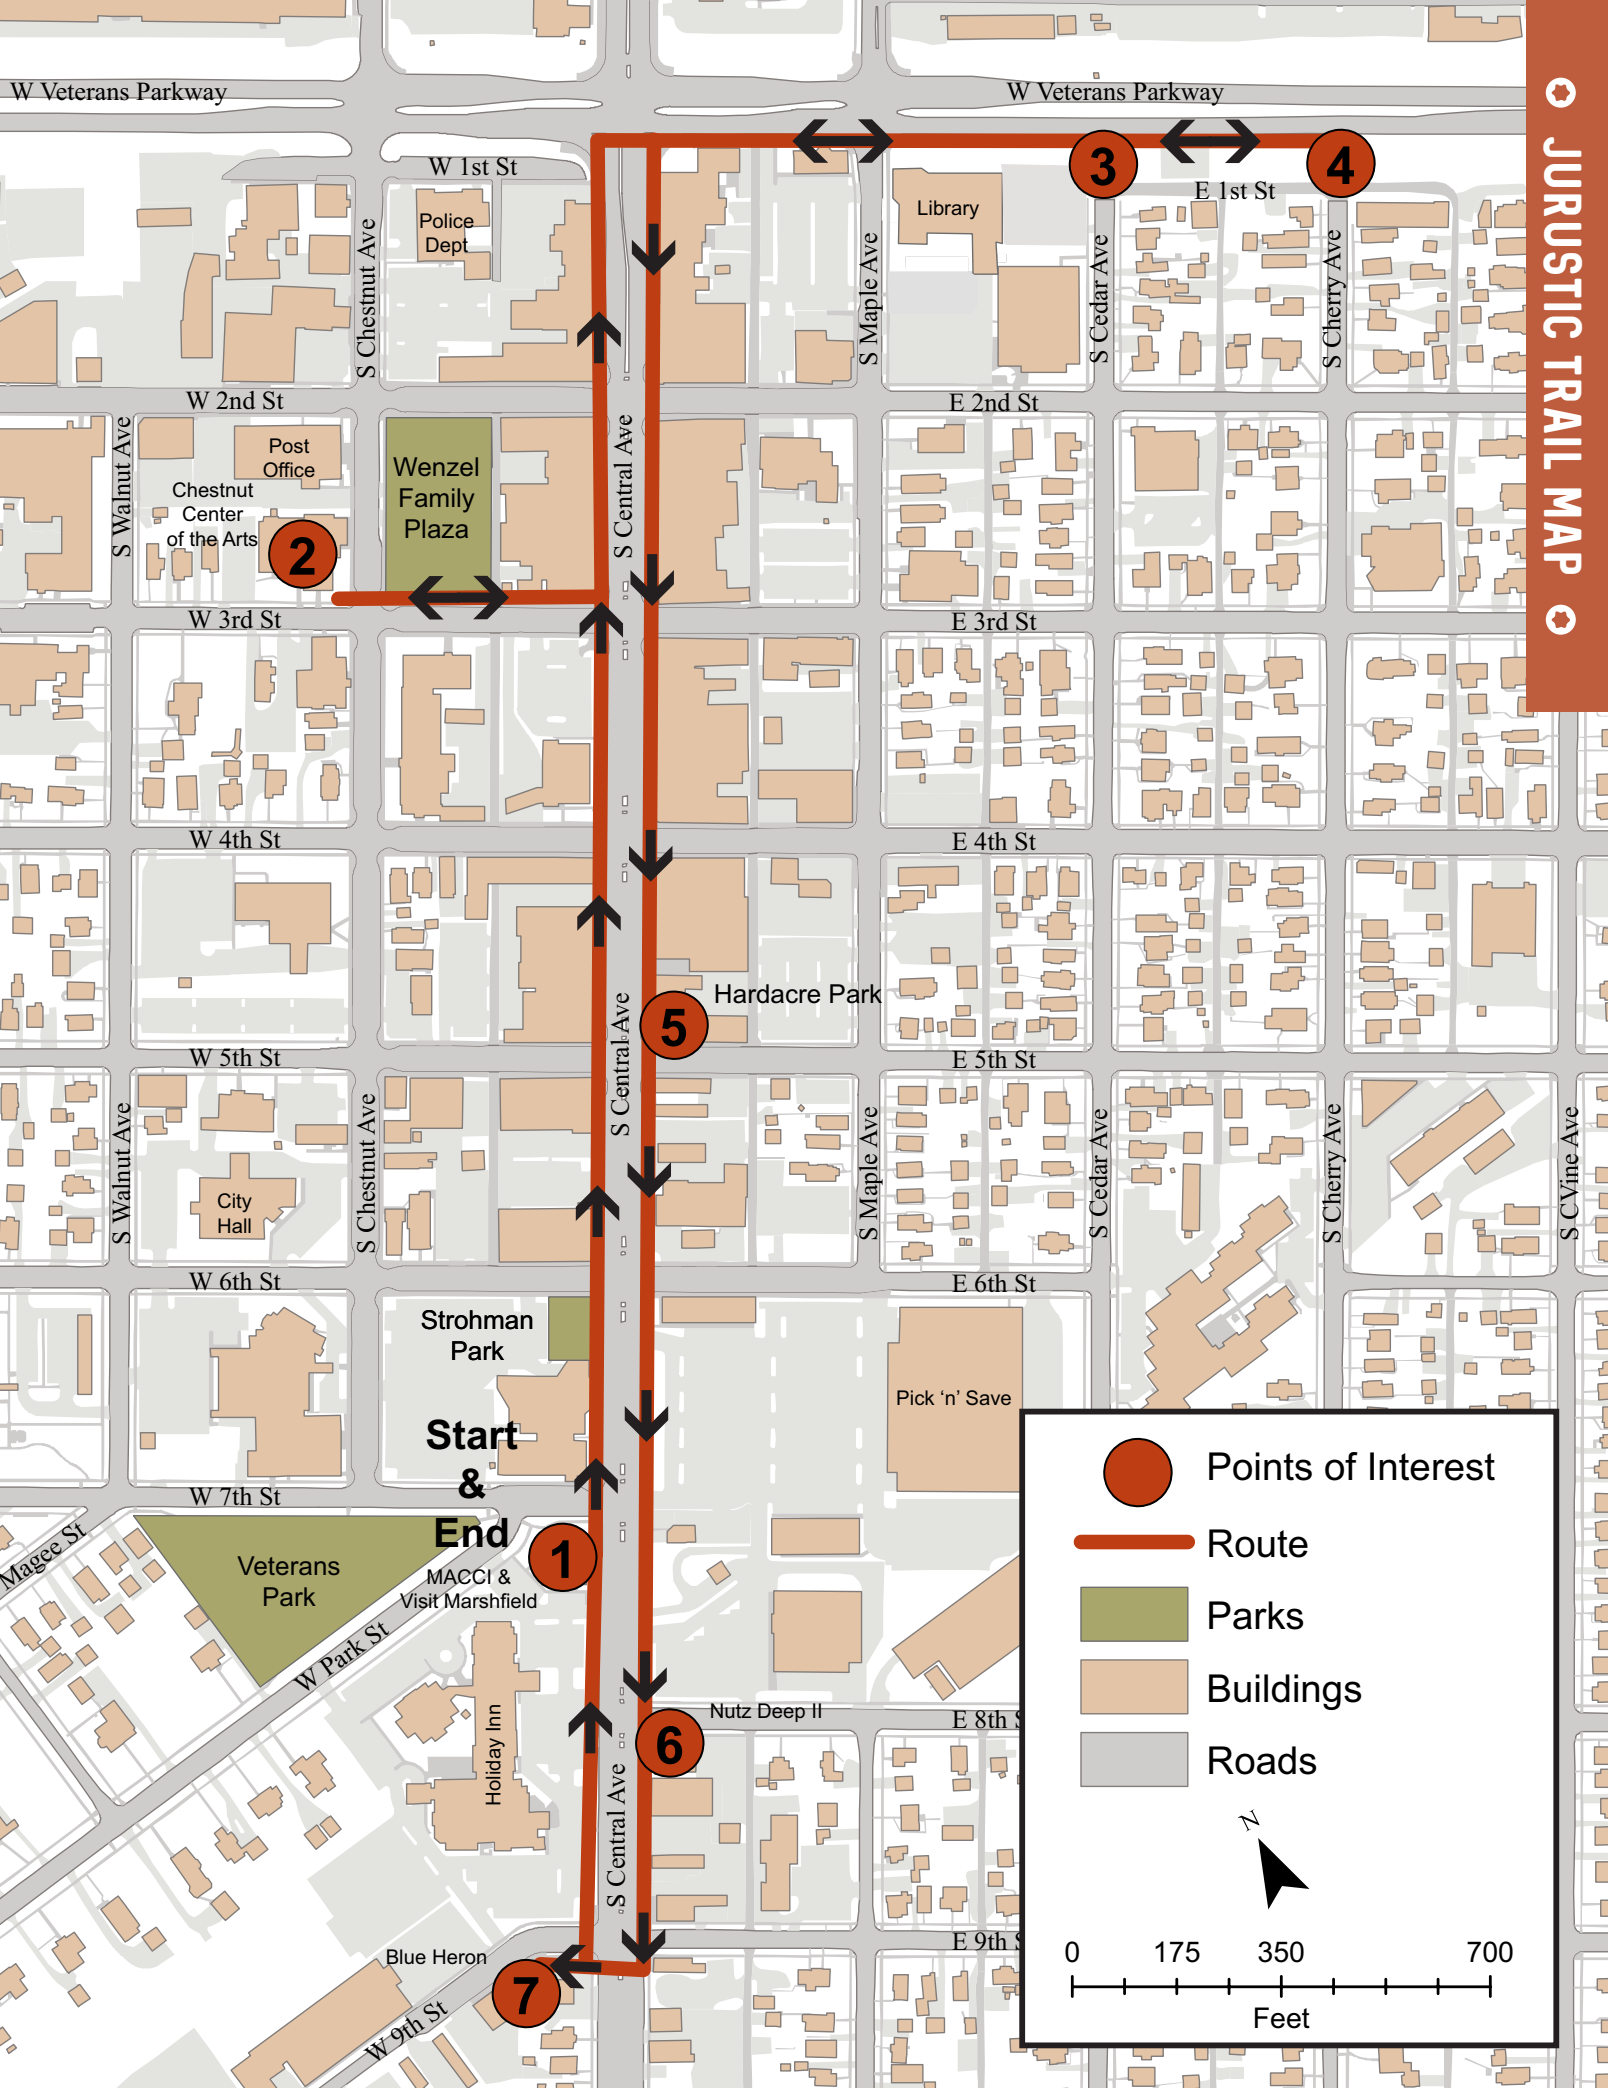 W Veterans Parkway
W Veterans Parkway
JURUSTIC TRAIL MAP
W 1st St
3
4
E 1st St
Police
Dept
Library
S Chestnut Ave
S Maple Ave
S Cedar Ave
S Cherry Ave
W 2nd St
E 2nd St
S Walnut Ave
Post
Office
Chestnut
Center
of the Arts
2
Wenzel
Family
Plaza
S Central Ave
W 3rd St
E 3rd St
W 4th St
E 4th St
Hardacre Park
5
S Central Ave
W 5th St
E 5th St
S Walnut Ave
City
Hall
S Chestnut Ave
S Maple Ave
S Cedar Ave
S Cherry Ave
S CVine Ave
W 6th St
E 6th St
Strohman
Park
Pick ‘n’ Save
Start
&
End
1
MACCI &
Visit Marshfield
W 7th St
Magee St
Veterans
Park
W Park St
Holiday Inn
Nutz Deep II
6
E 8th S
S Central Ave
E 9th S
Blue Heron
7
W 9th St
Points of Interest
Route
Parks
Buildings
Roads
N
0 175 350 700
Feet